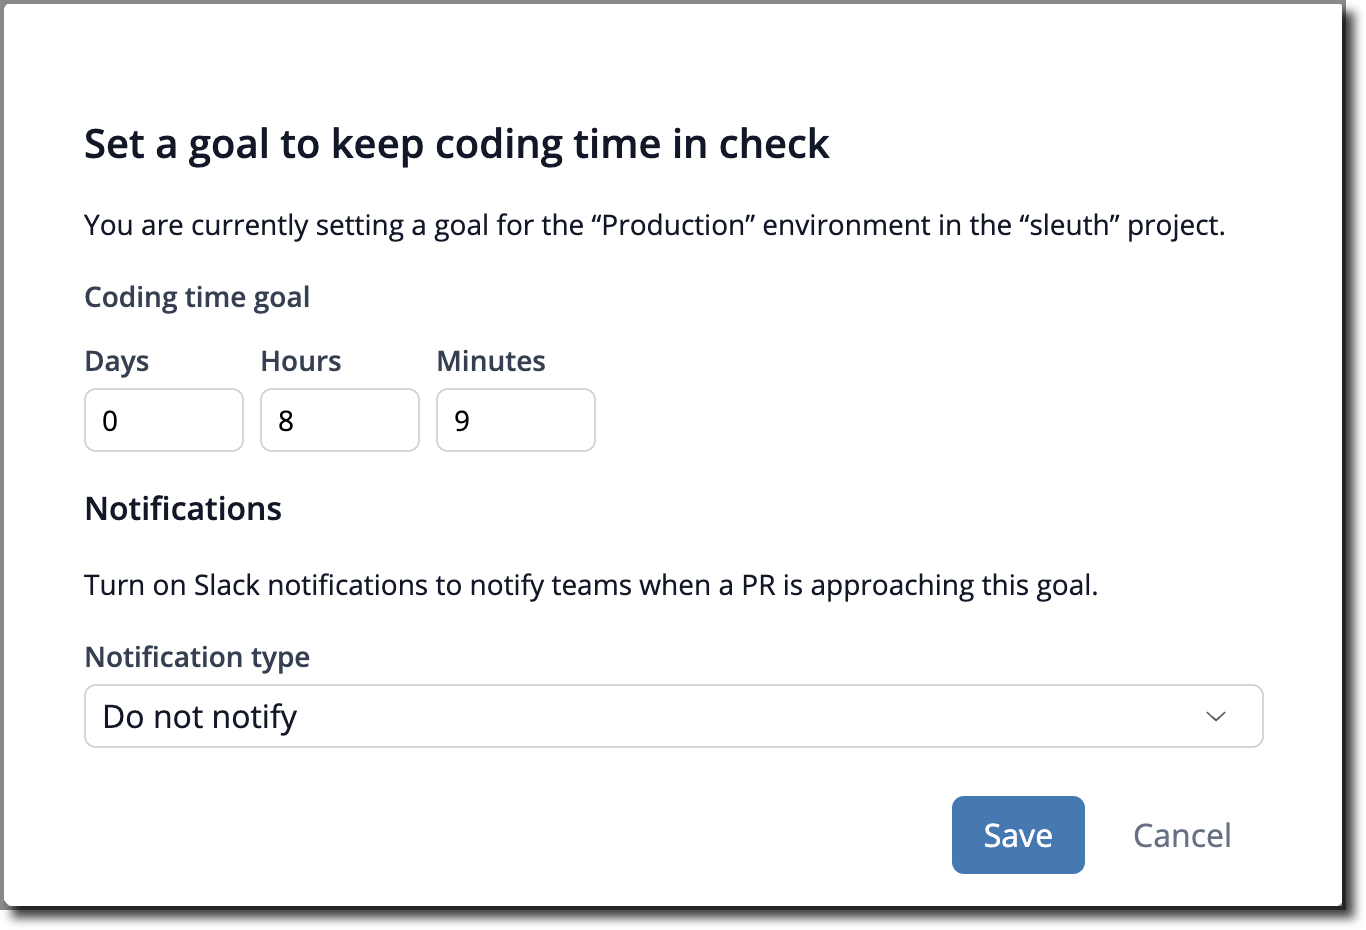 Set a goal to keep coding time in check
You are currently setting a goal for the “Production” environment in the “sleuth” project.
Coding time goal
Days Hours Minutes
0 8 9
Notifications
Turn on Slack notifications to notify teams when a PR is approaching this goal.
Notification type
Do not notify
Save Cancel